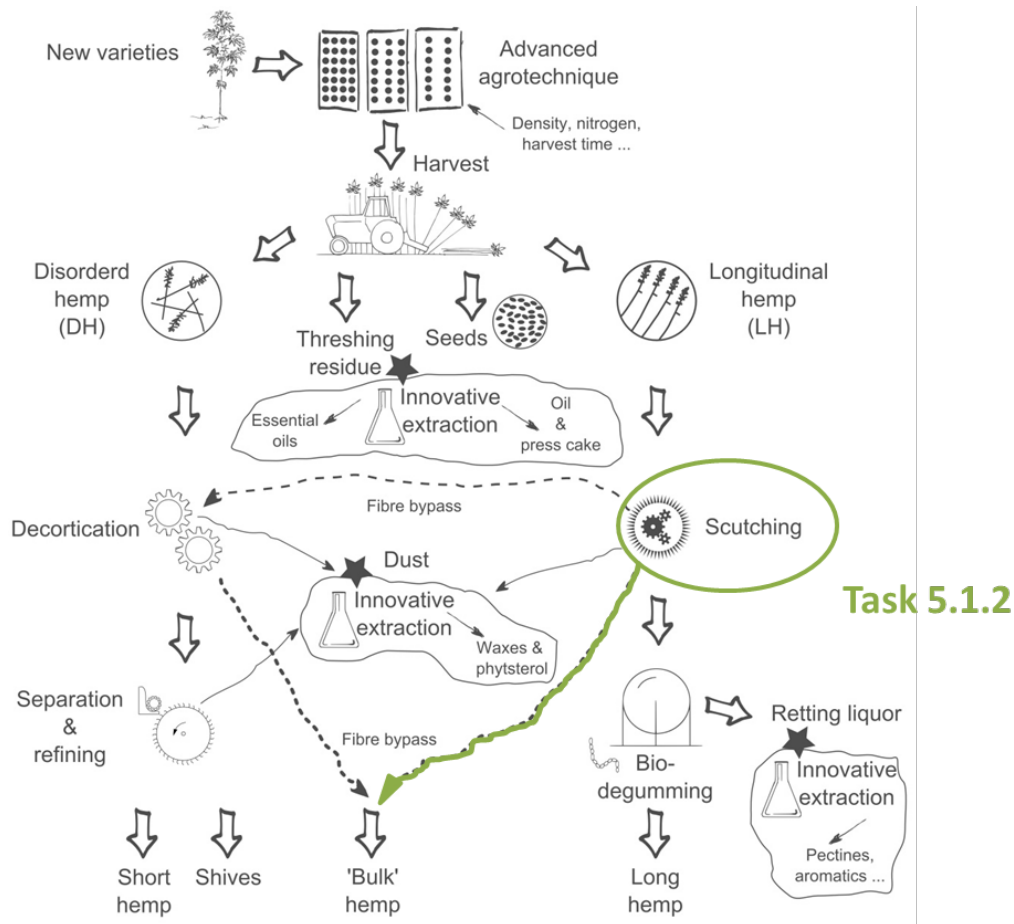 New varieties
Advanced
agrotechnique
Density, nitrogen,
harvest time ...
Harvest
Disorderd
hemp
(DH)
Longitudinal
hemp
(LH)
Threshing
residue
Seeds
Innovative
extraction
Essential
oils
Oil
&
press cake
Fibre bypass
Decortication
Scutching
Dust
Innovative
extraction
Waxes &
phytsterol
Task 5.1.2
Separation
&
refining
Fibre bypass
Bio-
degumming
Retting liquor
Innovative
extraction
Pectines,
aromatics ...
Short
hemp
Shives
'Bulk'
hemp
Long
hemp